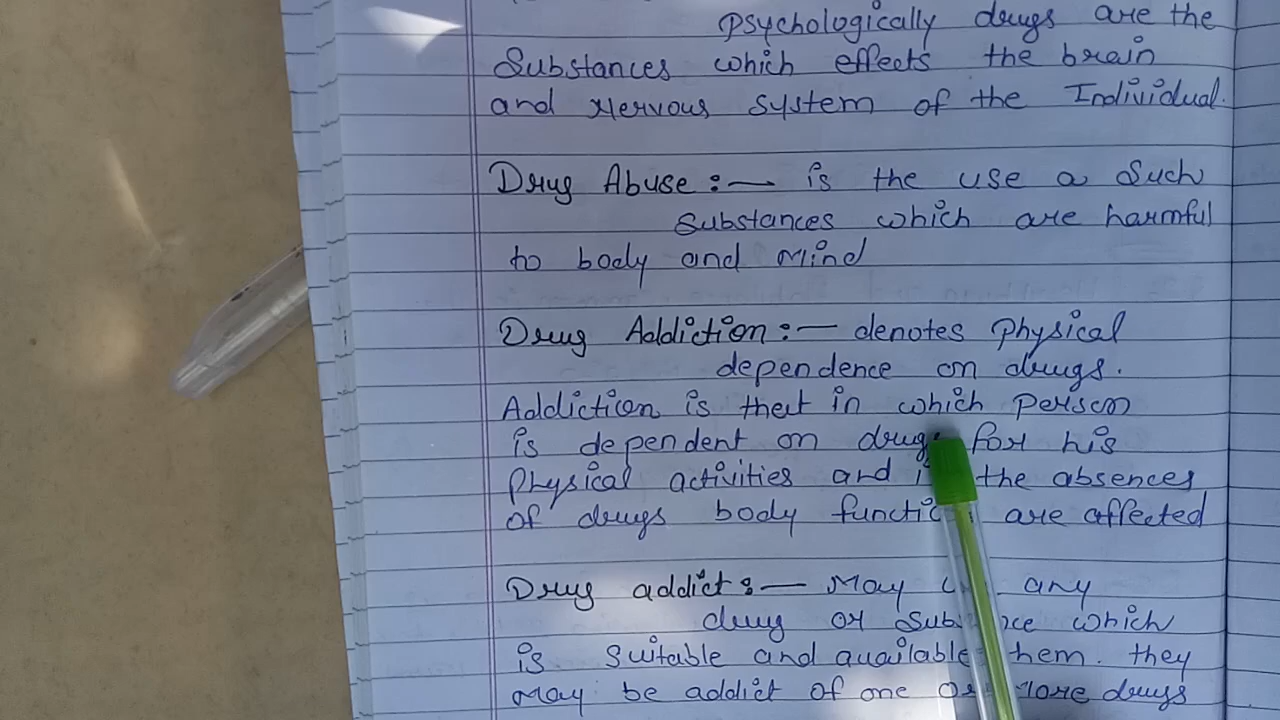 Psychologically drugs are the
Substances which effects the brain
and Nervous System of the Individual.
Drug Abuse :— is the use a Such
Substances which are harmful
to body and Mind
Drug Addiction :— denotes Physical
dependence on drugs.
Addiction is that in which Person
is dependent on drugs for his
Physical activities and the absences
of drugs body are affected
Drug addict :— May any
drug or which
is Suitable and available them. they
May be addict of one or More drugs